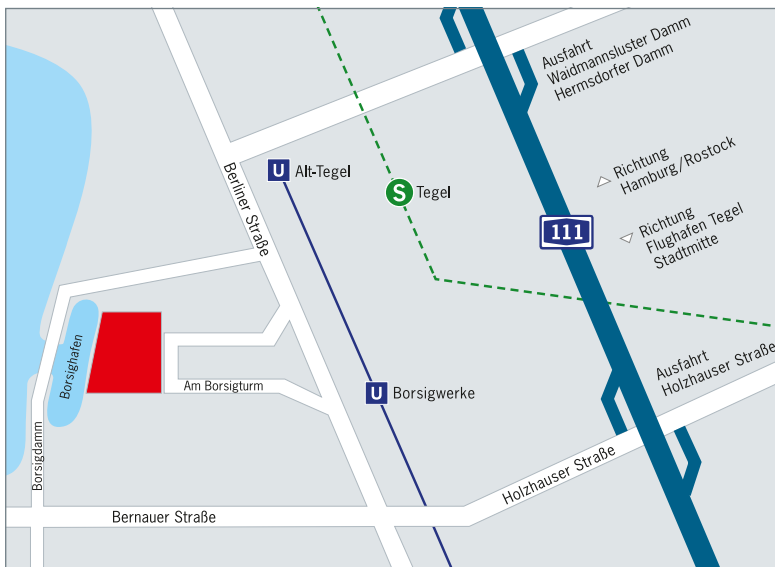 Ausfahrt
Waidmannsluster Damm
Hermsdorfer Damm
Berliner Straße
U Alt-Tegel
S Tegel
Richtung
Hamburg/Rostock
111
Richtung
Flughafen Tegel
Stadtmitte
Borsighafen
Am Borsigturm
U Borsigwerke
Ausfahrt
Holzhauser Straße
Borsigdamm
Holzhauser Straße
Bernauer Straße